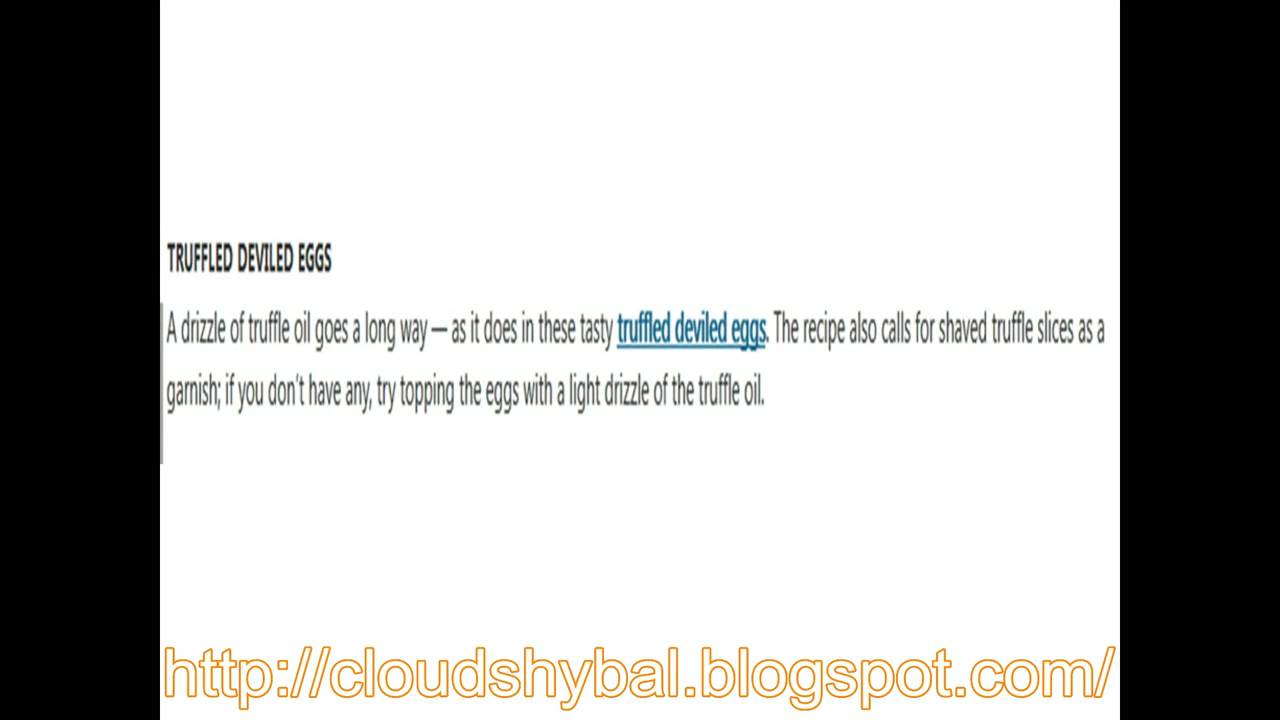 TRUFFLED DEVILED EGGS
A drizzle of truffle oil goes a long way — as it does in these tasty truffled deviled eggs. The recipe also calls for shaved truffle slices as a
garnish; if you don't have any, try topping the eggs with a light drizzle of the truffle oil.
http://cloudshybal.blogspot.com/